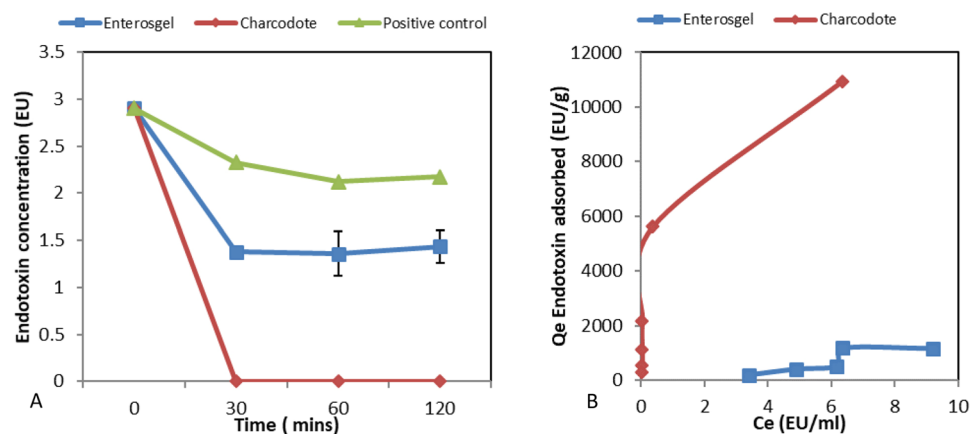 Enterosgel Charcodote Positive control
Endotoxin concentration (EU)
3.5
3
2.5
2
1.5
1
0.5
0
0 30 60 120
Time ( mins)
A
Enterosgel Charcodote
Qe Endotoxin adsorbed (EU/g)
12000
10000
8000
6000
4000
2000
0
0 2 4 6 8 10
Ce (EU/ml)
B